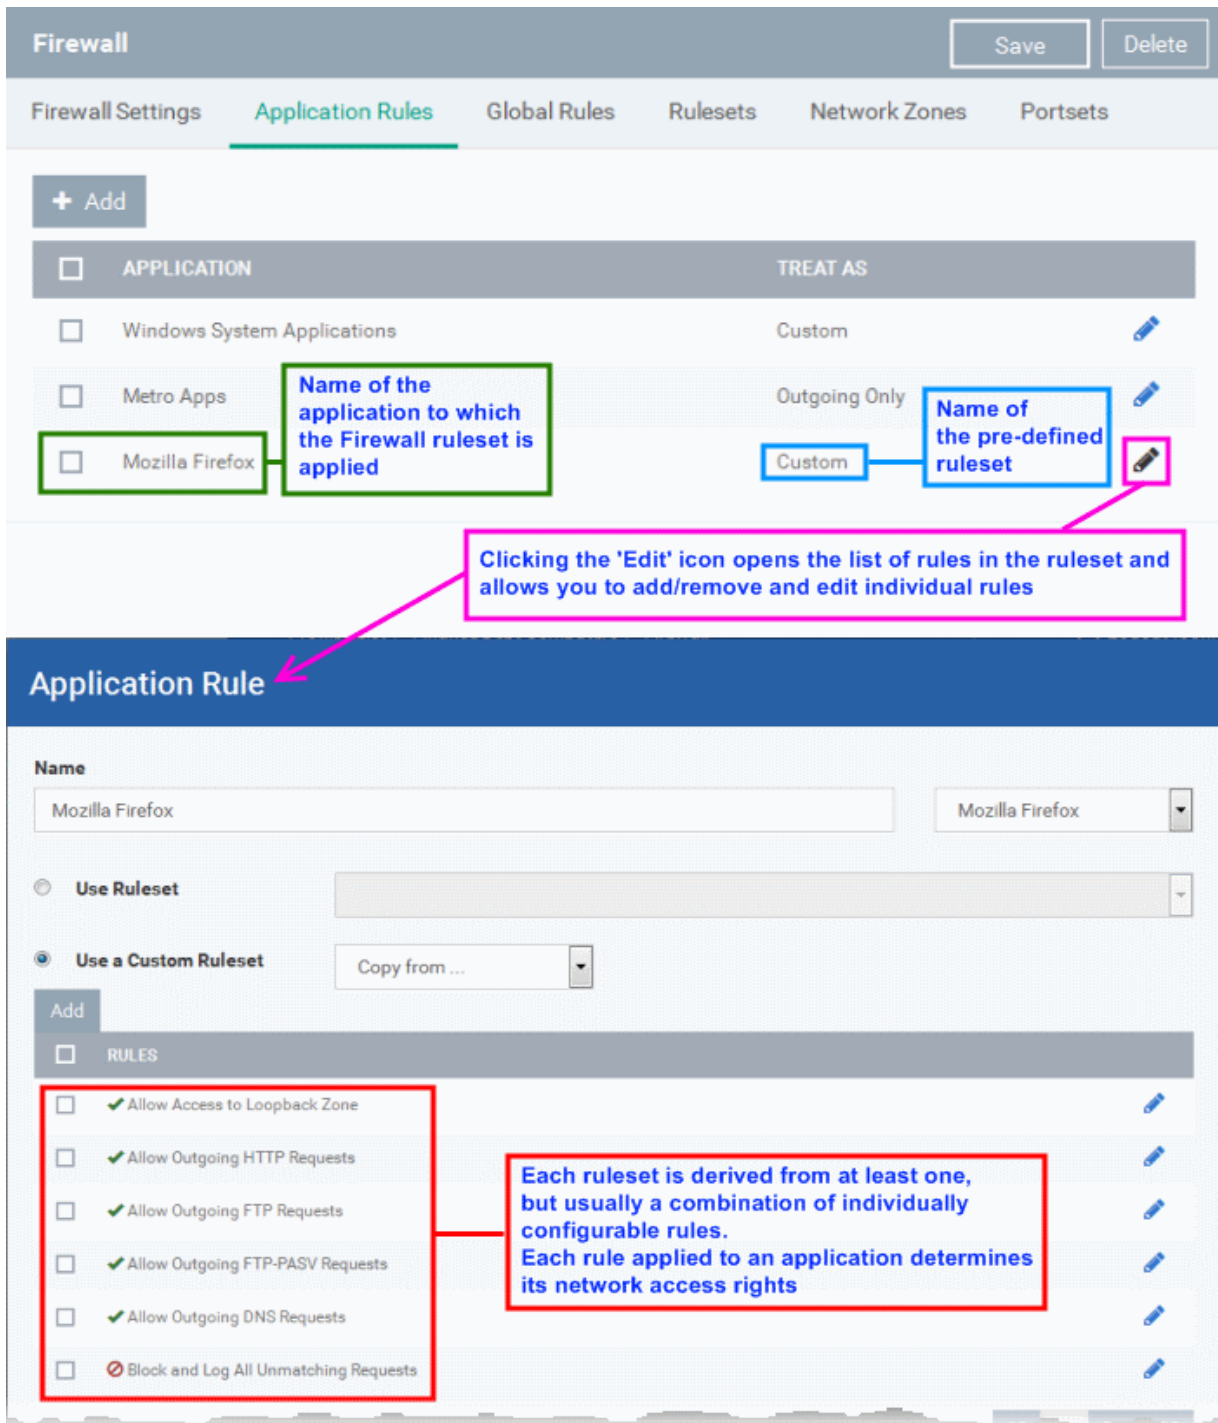 Firewall
Save
Delete
Firewall Settings
Application Rules
Global Rules
Rulesets
Network Zones
Portsets
+ Add
APPLICATION
TREAT AS
Windows System Applications
Custom
Metro Apps
Outgoing Only
Mozilla Firefox
Custom
Name of the
application to which
the Firewall ruleset is
applied
Name of
the pre-defined
ruleset
Clicking the 'Edit' icon opens the list of rules in the ruleset and
allows you to add/remove and edit individual rules
Application Rule
Name
Mozilla Firefox
Mozilla Firefox
Use Ruleset
Use a Custom Ruleset
Copy from ...
Add
RULES
Allow Access to Loopback Zone
Allow Outgoing HTTP Requests
Allow Outgoing FTP Requests
Allow Outgoing FTP-PASV Requests
Allow Outgoing DNS Requests
Block and Log All Unmatching Requests
Each ruleset is derived from at least one,
but usually a combination of individually
configurable rules.
Each rule applied to an application determines
its network access rights